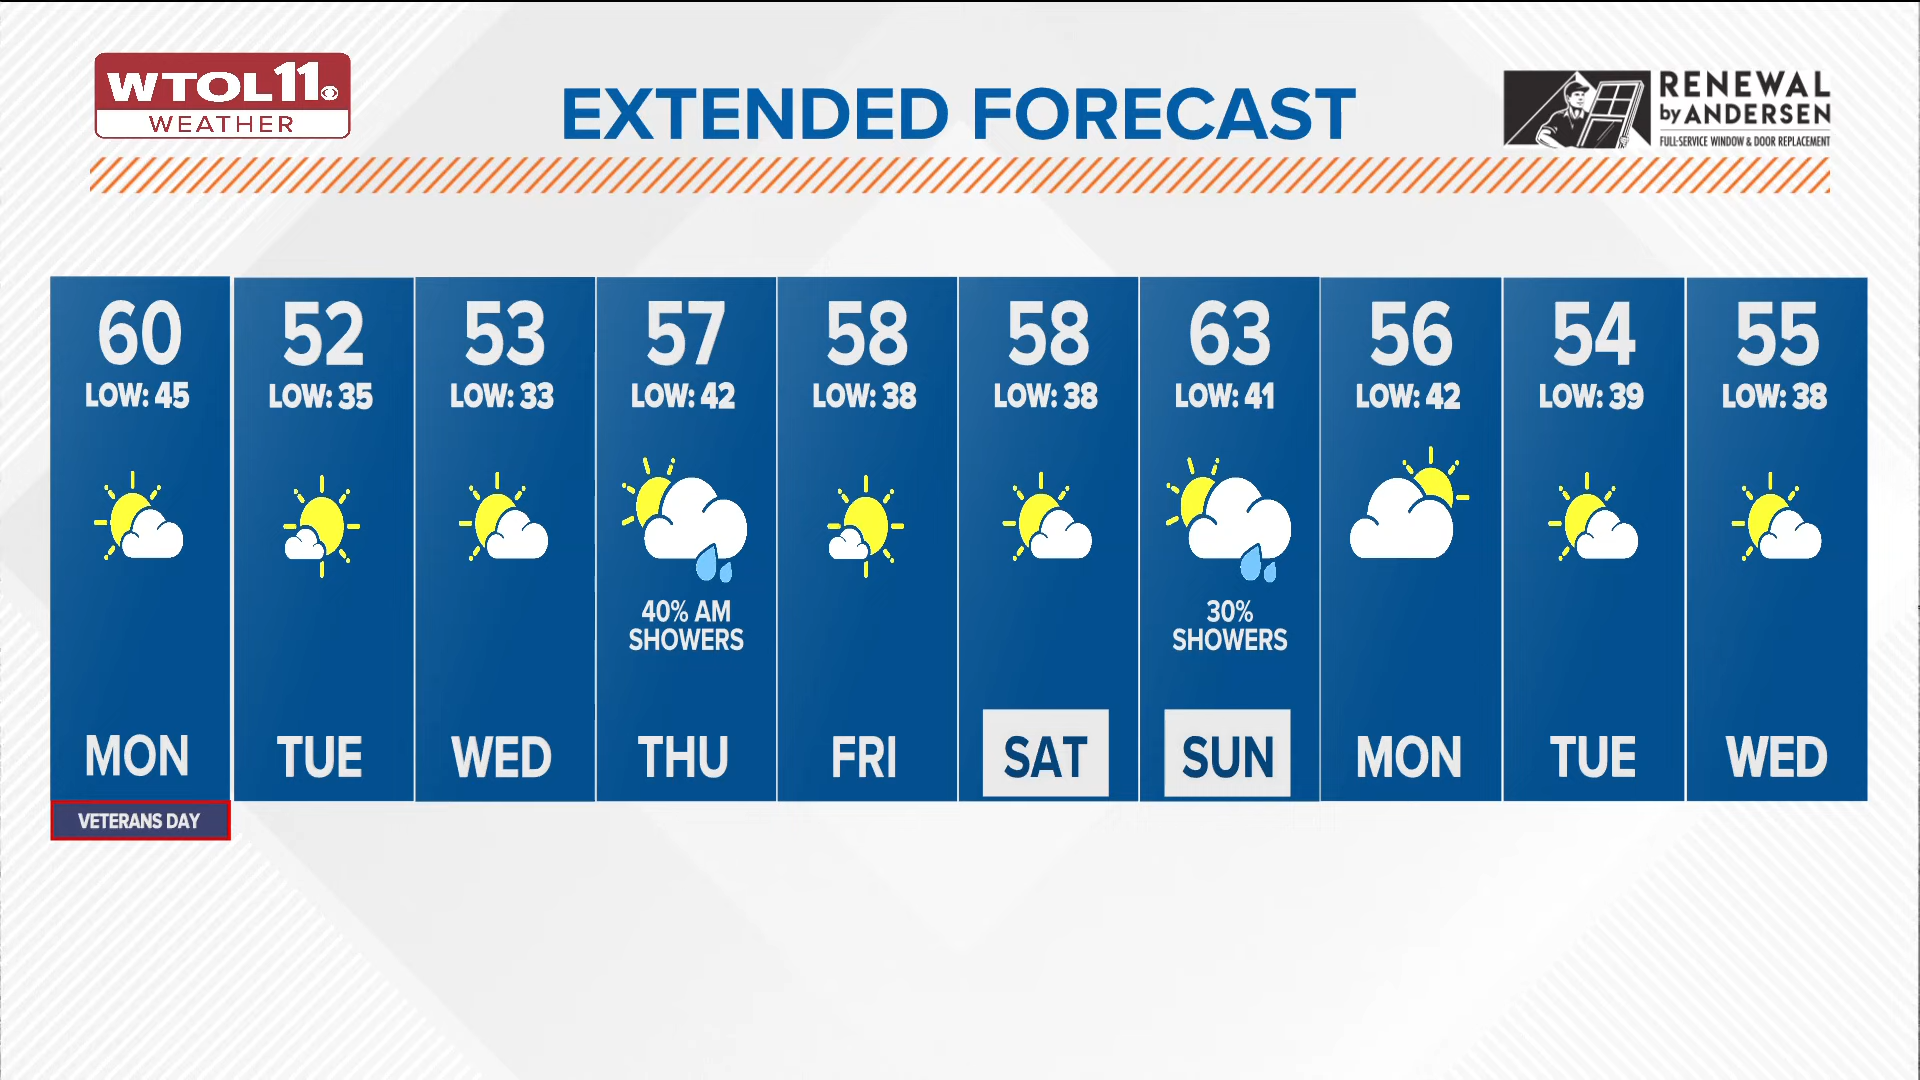 WTOL 11
WEATHER
EXTENDED FORECAST
RENEWAL
by ANDERSEN
FULL-SERVICE WINDOW & DOOR REPLACEMENT
60
LOW: 45
MON
VETERANS DAY
52
LOW: 35
TUE
53
LOW: 33
WED
57
LOW: 42
40% AM
SHOWERS
THU
58
LOW: 38
FRI
58
LOW: 38
SAT
63
LOW: 41
30%
SHOWERS
SUN
56
LOW: 42
MON
54
LOW: 39
TUE
55
LOW: 38
WED